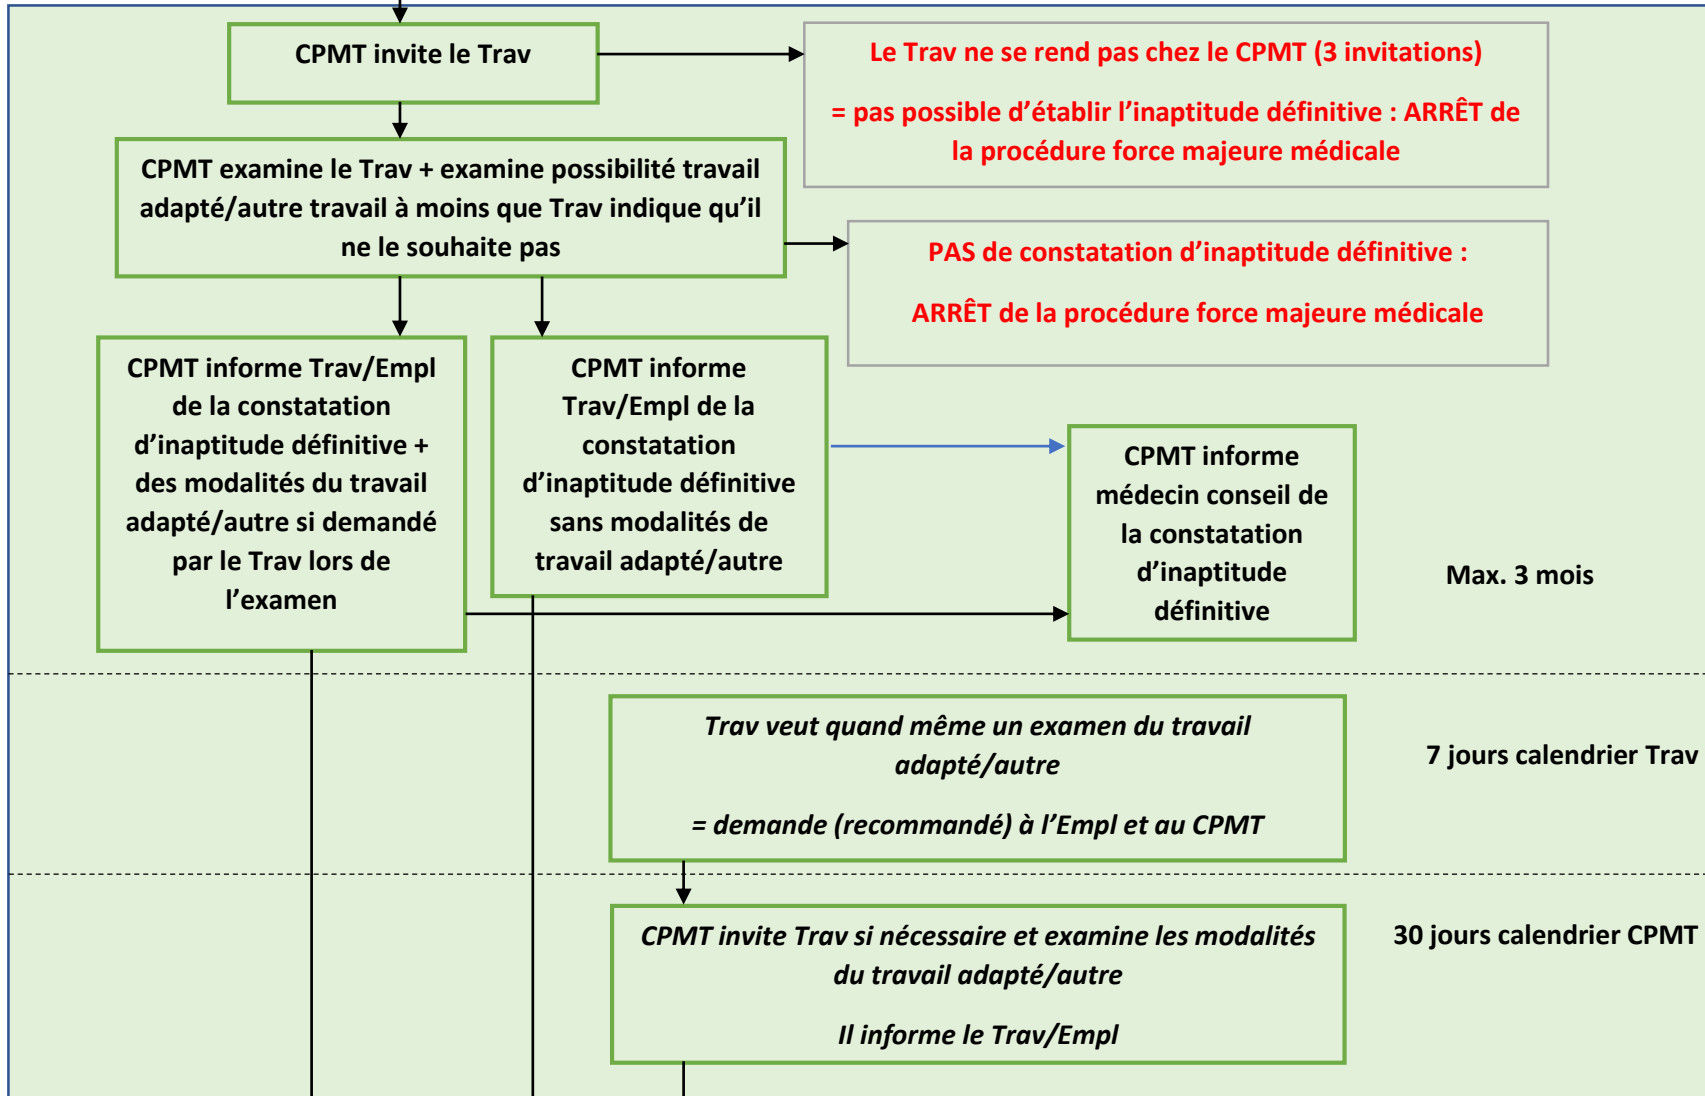 CPMT invite le Trav
Le Trav ne se rend pas chez le CPMT (3 invitations)
= pas possible d’établir l’inaptitude définitive : ARRÊT de
la procédure force majeure médicale
CPMT examine le Trav + examine possibilité travail
adapté/autre travail à moins que Trav indique qu’il
ne le souhaite pas
PAS de constatation d’inaptitude définitive :
ARRÊT de la procédure force majeure médicale
CPMT informe Trav/Empl
de la constatation
d’inaptitude définitive +
des modalités du travail
adapté/autre si demandé
par le Trav lors de
l’examen
CPMT informe
Trav/Empl de la
constatation
d’inaptitude définitive
sans modalités de
travail adapté/autre
CPMT informe
médecin conseil de
la constatation
d’inaptitude
définitive
Max. 3 mois
Trav veut quand même un examen du travail
adapté/autre
= demande (recommandé) à l’Empl et au CPMT
7 jours calendrier Trav
CPMT invite Trav si nécessaire et examine les modalités
du travail adapté/autre
Il informe le Trav/Empl
30 jours calendrier CPMT